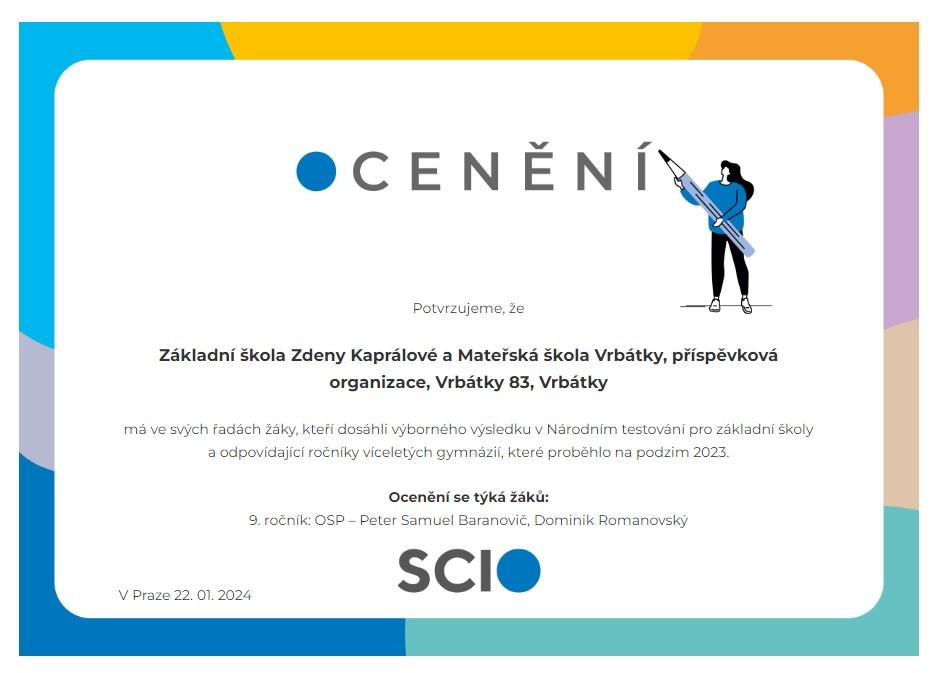 OCENĚNÍ
Potvrzujeme, že
Základní škola Zdeny Kaprálové a Mateřská škola Vrbátky, příspěvková
organizace, Vrbátky 83, Vrbátky
má ve svých řadách žáky, kteří dosáhli výborného výsledku v Národním testování pro základní školy
a odpovídající ročníky víceletých gymnázií, které proběhlo na podzim 2023.
Ocenění se týká žáků:
9. ročník: OSP – Peter Samuel Baranovič, Dominik Romanovský
SCIO
V Praze 22. 01. 2024